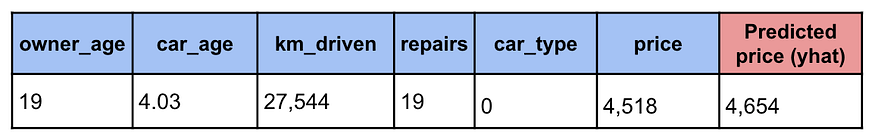 owner_age car_age km_driven repairs car_type price Predicted price (yhat)
19 4.03 27,544 19 0 4,518 4,654